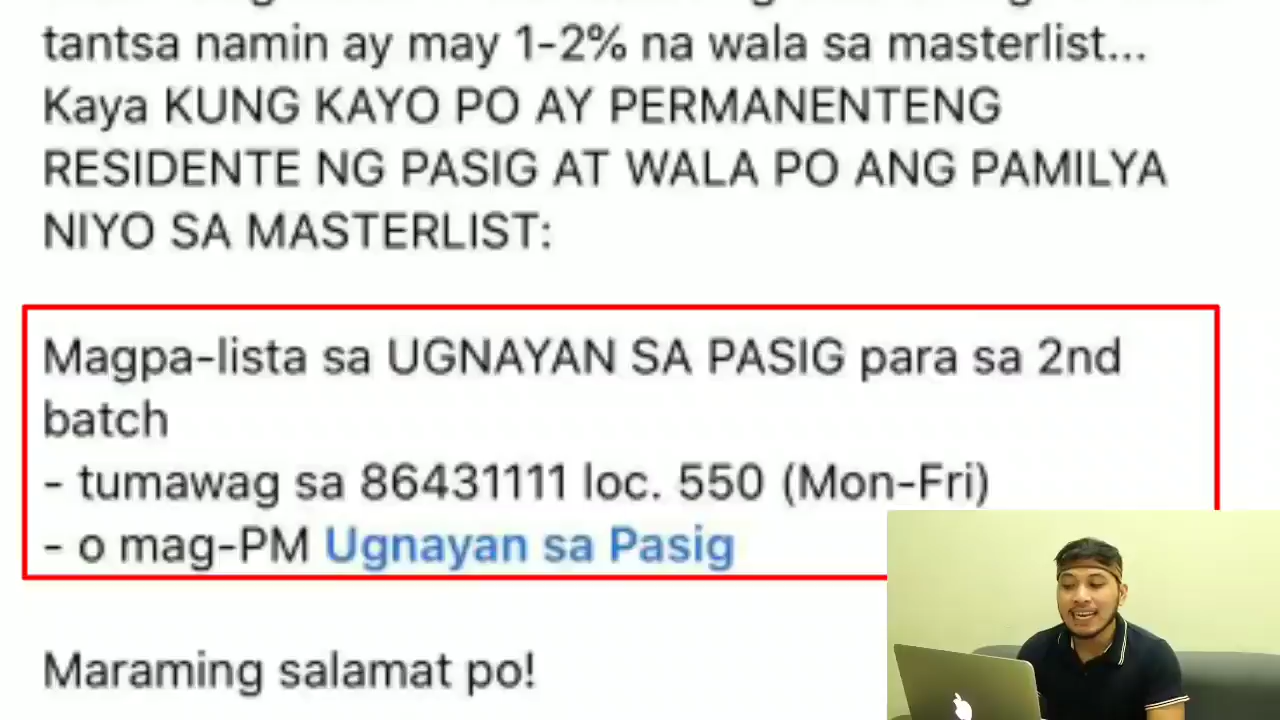 tantsa namin ay may 1-2% na wala sa masterlist...
Kaya KUNG KAYO PO AY PERMANENTENG
RESIDENTE NG PASIG AT WALA PO ANG PAMILYA
NIYO SA MASTERLIST:
Magpa-lista sa UGNAYAN SA PASIG para sa 2nd
batch
- tumawag sa 86431111 loc. 550 (Mon-Fri)
- o mag-PM Ugnayan sa Pasig
Maraming salamat po!